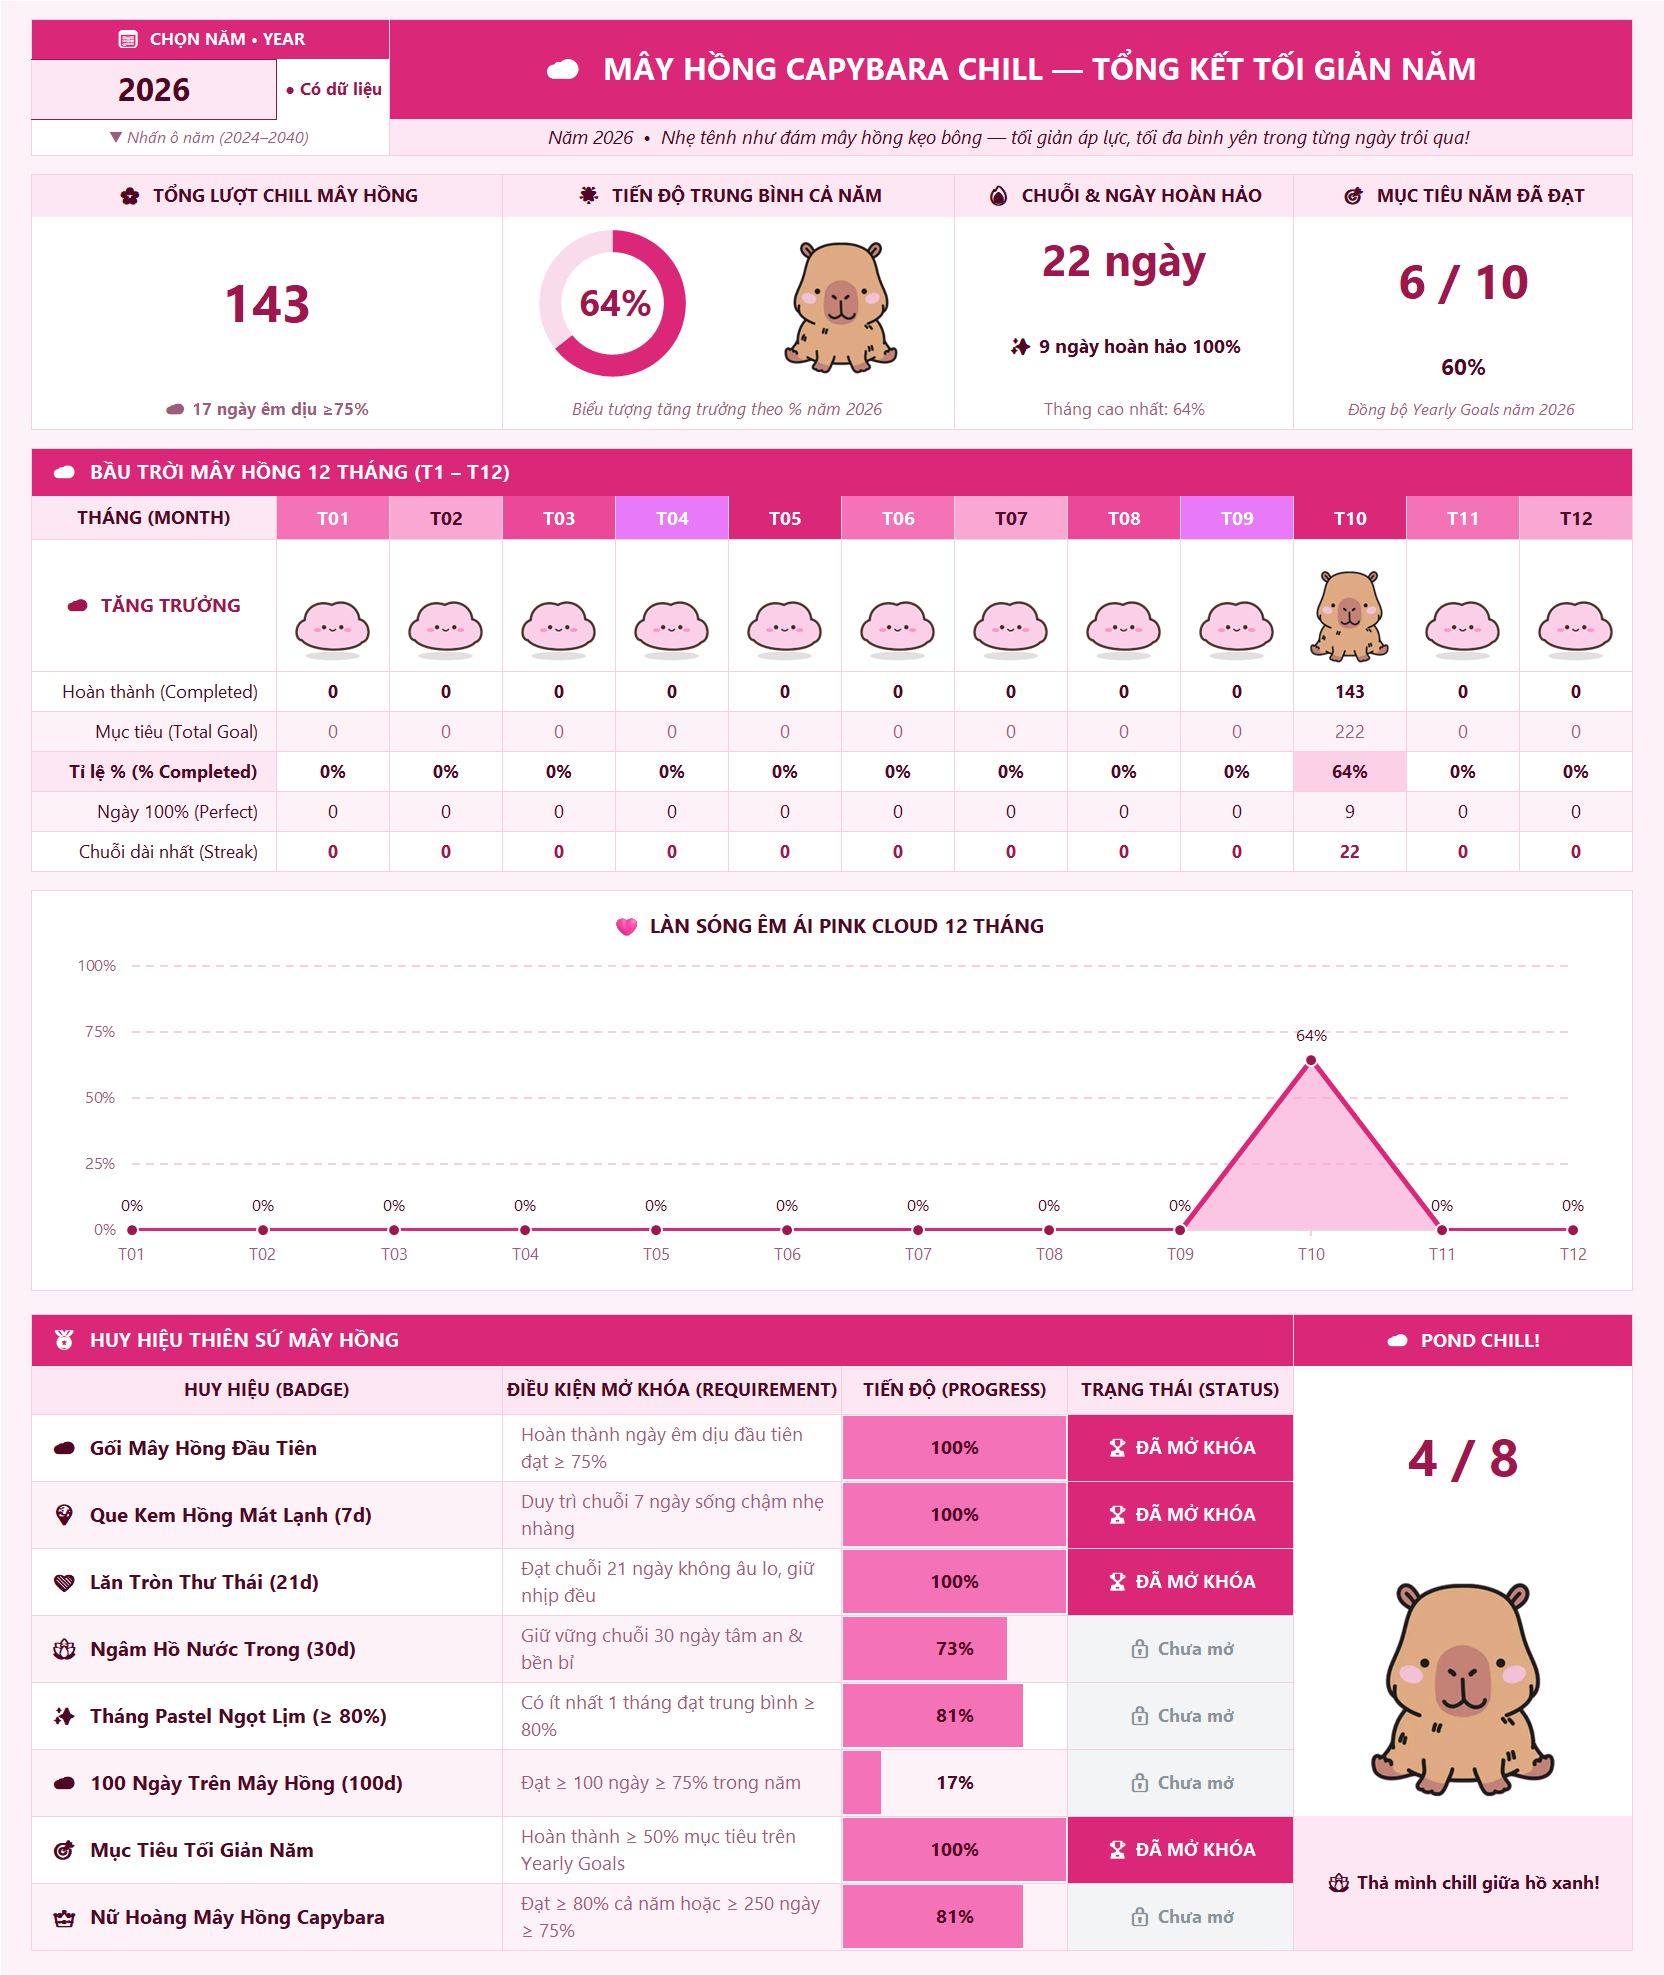 CHỌN NĂM • YEAR
2026
● Có dữ liệu
▼ Nhấn ô năm (2024–2040)
MÂY HỒNG CAPYBARA CHILL — TỔNG KẾT TỐI GIẢN NĂM
Năm 2026 • Nhẹ tênh như đám mây hồng kẹo bông — tối giản áp lực, tối đa bình yên trong từng ngày trôi qua!
TỔNG LƯỢT CHILL MÂY HỒNG
143
17 ngày êm dịu ≥75%
TIẾN ĐỘ TRUNG BÌNH CẢ NĂM
64%
Biểu tượng tăng trưởng theo % năm 2026
CHUỖI & NGÀY HOÀN HẢO
22 ngày
9 ngày hoàn hảo 100%
Tháng cao nhất: 64%
MỤC TIÊU NĂM ĐÃ ĐẠT
6 / 10
60%
Đồng bộ Yearly Goals năm 2026
BẦU TRỜI MÂY HỒNG 12 THÁNG (T1 – T12)
THÁNG (MONTH) T01 T02 T03 T04 T05 T06 T07 T08 T09 T10 T11 T12
TĂNG TRƯỞNG
Hoàn thành (Completed) 0 0 0 0 0 0 0 0 0 143 0 0
Mục tiêu (Total Goal) 0 0 0 0 0 0 0 0 0 222 0 0
Tỉ lệ % (% Completed) 0% 0% 0% 0% 0% 0% 0% 0% 0% 64% 0% 0%
Ngày 100% (Perfect) 0 0 0 0 0 0 0 0 0 9 0 0
Chuỗi dài nhất (Streak) 0 0 0 0 0 0 0 0 0 22 0 0
LÀN SÓNG ÊM ÁI PINK CLOUD 12 THÁNG
100%
75%
64%
50%
25%
0% 0% 0% 0% 0% 0% 0% 0% 0% 0% 0%
0%
T01 T02 T03 T04 T05 T06 T07 T08 T09 T10 T11 T12
HUY HIỆU THIÊN SỨ MÂY HỒNG
HUY HIỆU (BADGE) ĐIỀU KIỆN MỞ KHÓA (REQUIREMENT) TIẾN ĐỘ (PROGRESS) TRẠNG THÁI (STATUS)
Gối Mây Hồng Đầu Tiên
Hoàn thành ngày êm dịu đầu tiên
đạt ≥ 75%
100%
ĐÃ MỞ KHÓA
Que Kem Hồng Mát Lạnh (7d)
Duy trì chuỗi 7 ngày sống chậm nhẹ
nhàng
100%
ĐÃ MỞ KHÓA
Lăn Tròn Thư Thái (21d)
Đạt chuỗi 21 ngày không âu lo, giữ
nhịp đều
100%
ĐÃ MỞ KHÓA
Ngâm Hồ Nước Trong (30d)
Giữ vững chuỗi 30 ngày tâm an &
bền bỉ
73%
Chưa mở
Tháng Pastel Ngọt Lịm (≥ 80%)
Có ít nhất 1 tháng đạt trung bình ≥
80%
81%
Chưa mở
100 Ngày Trên Mây Hồng (100d)
Đạt ≥ 100 ngày ≥ 75% trong năm
17%
Chưa mở
Mục Tiêu Tối Giản Năm
Hoàn thành ≥ 50% mục tiêu trên
Yearly Goals
100%
ĐÃ MỞ KHÓA
Nữ Hoàng Mây Hồng Capybara
Đạt ≥ 80% cả năm hoặc ≥ 250 ngày
≥ 75%
81%
Chưa mở
POND CHILL!
4 / 8
Thả mình chill giữa hồ xanh!